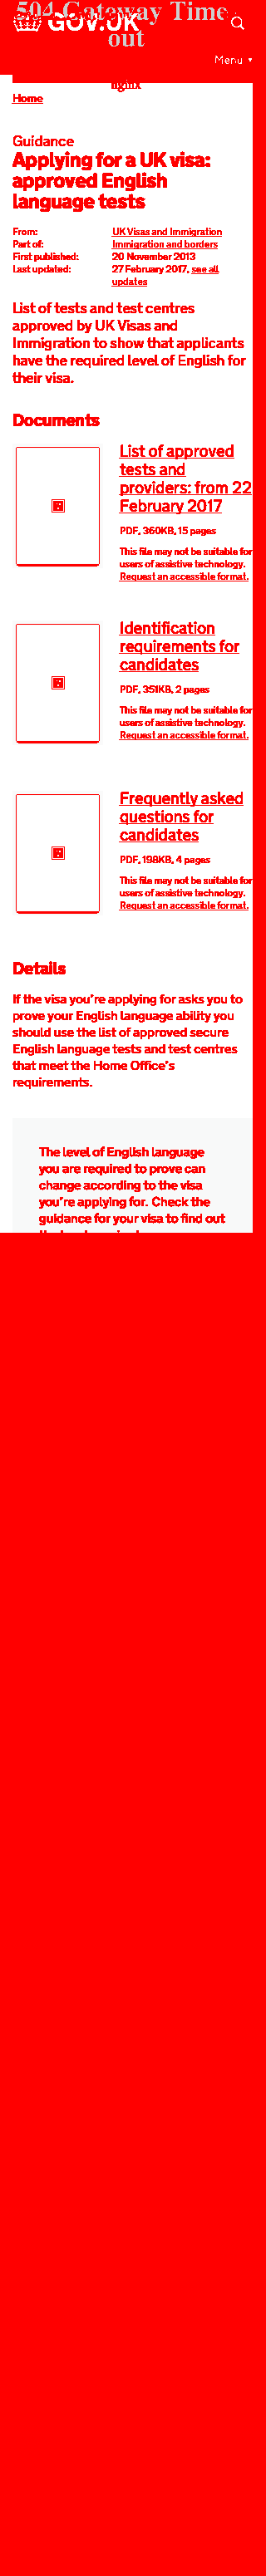 504 Gateway Time-out
GOV.UK
Menu ▼
nginx
Home
Guidance
Applying for a UK visa:
approved English
language tests
From: UK Visas and Immigration
Part of: Immigration and borders
First published: 20 November 2013
Last updated: 27 February 2017, see all
updates
List of tests and test centres
approved by UK Visas and
Immigration to show that applicants
have the required level of English for
their visa.
Documents
List of approved
tests and
providers: from 22
February 2017
PDF, 360KB, 15 pages
This file may not be suitable for
users of assistive technology.
Request an accessible format.
Identification
requirements for
candidates
PDF, 351KB, 2 pages
This file may not be suitable for
users of assistive technology.
Request an accessible format.
Frequently asked
questions for
candidates
PDF, 198KB, 4 pages
This file may not be suitable for
users of assistive technology.
Request an accessible format.
Details
If the visa you're applying for asks you to
prove your English language ability you
should use the list of approved secure
English language tests and test centres
that meet the Home Office's
requirements.
The level of English language
you are required to prove can
change according to the visa
you're applying for. Check the
guidance for your visa to find out